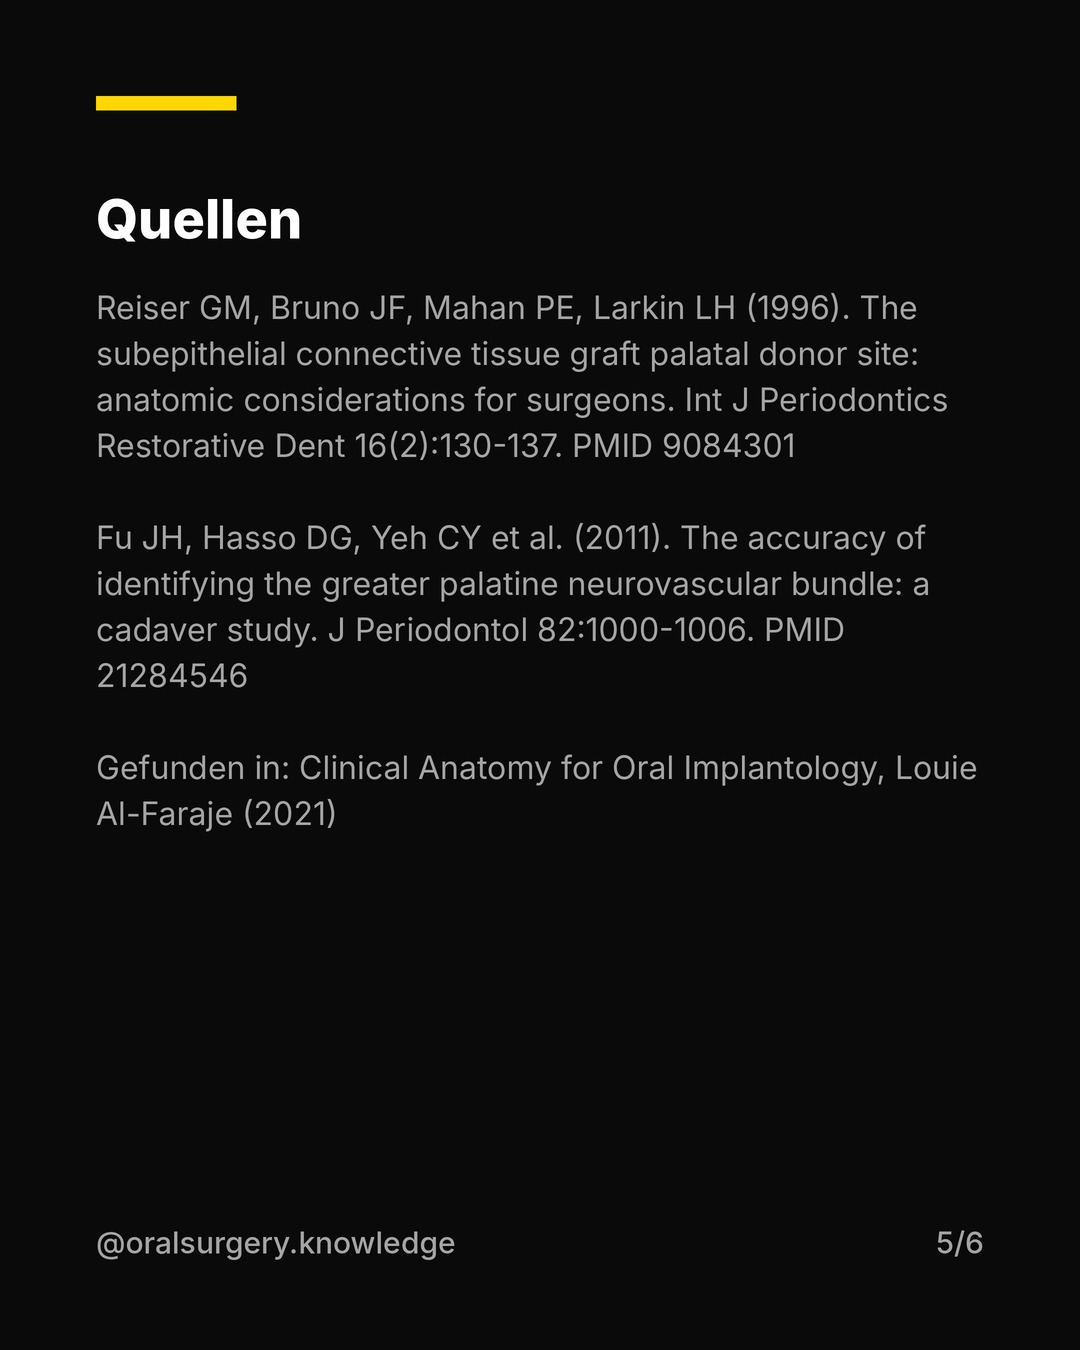 Quellen
Reiser GM, Bruno JF, Mahan PE, Larkin LH (1996). The
subepithelial connective tissue graft palatal donor site:
anatomic considerations for surgeons. Int J Periodontics
Restorative Dent 16(2):130-137. PMID 9084301
Fu JH, Hasso DG, Yeh CY et al. (2011). The accuracy of
identifying the greater palatine neurovascular bundle: a
cadaver study. J Periodontol 82:1000-1006. PMID
21284546
Gefunden in: Clinical Anatomy for Oral Implantology, Louie
Al-Faraje (2021)
@oralsurgery.knowledge
5/6